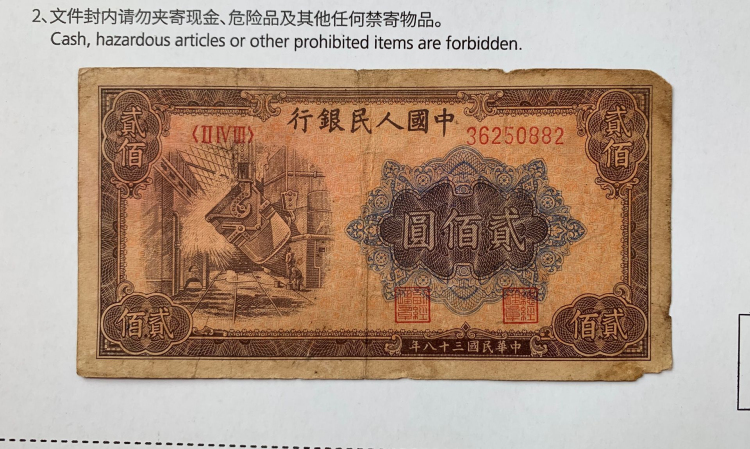 2、文件封内请勿夹寄现金、危险品及其他任何禁寄物品。
Cash, hazardous articles or other prohibited items are forbidden.
行銀民人國中
〈II IV III〉
36250882
貳佰
貳佰
圓佰貳
佰貳
佰貳
年八十三國民華中